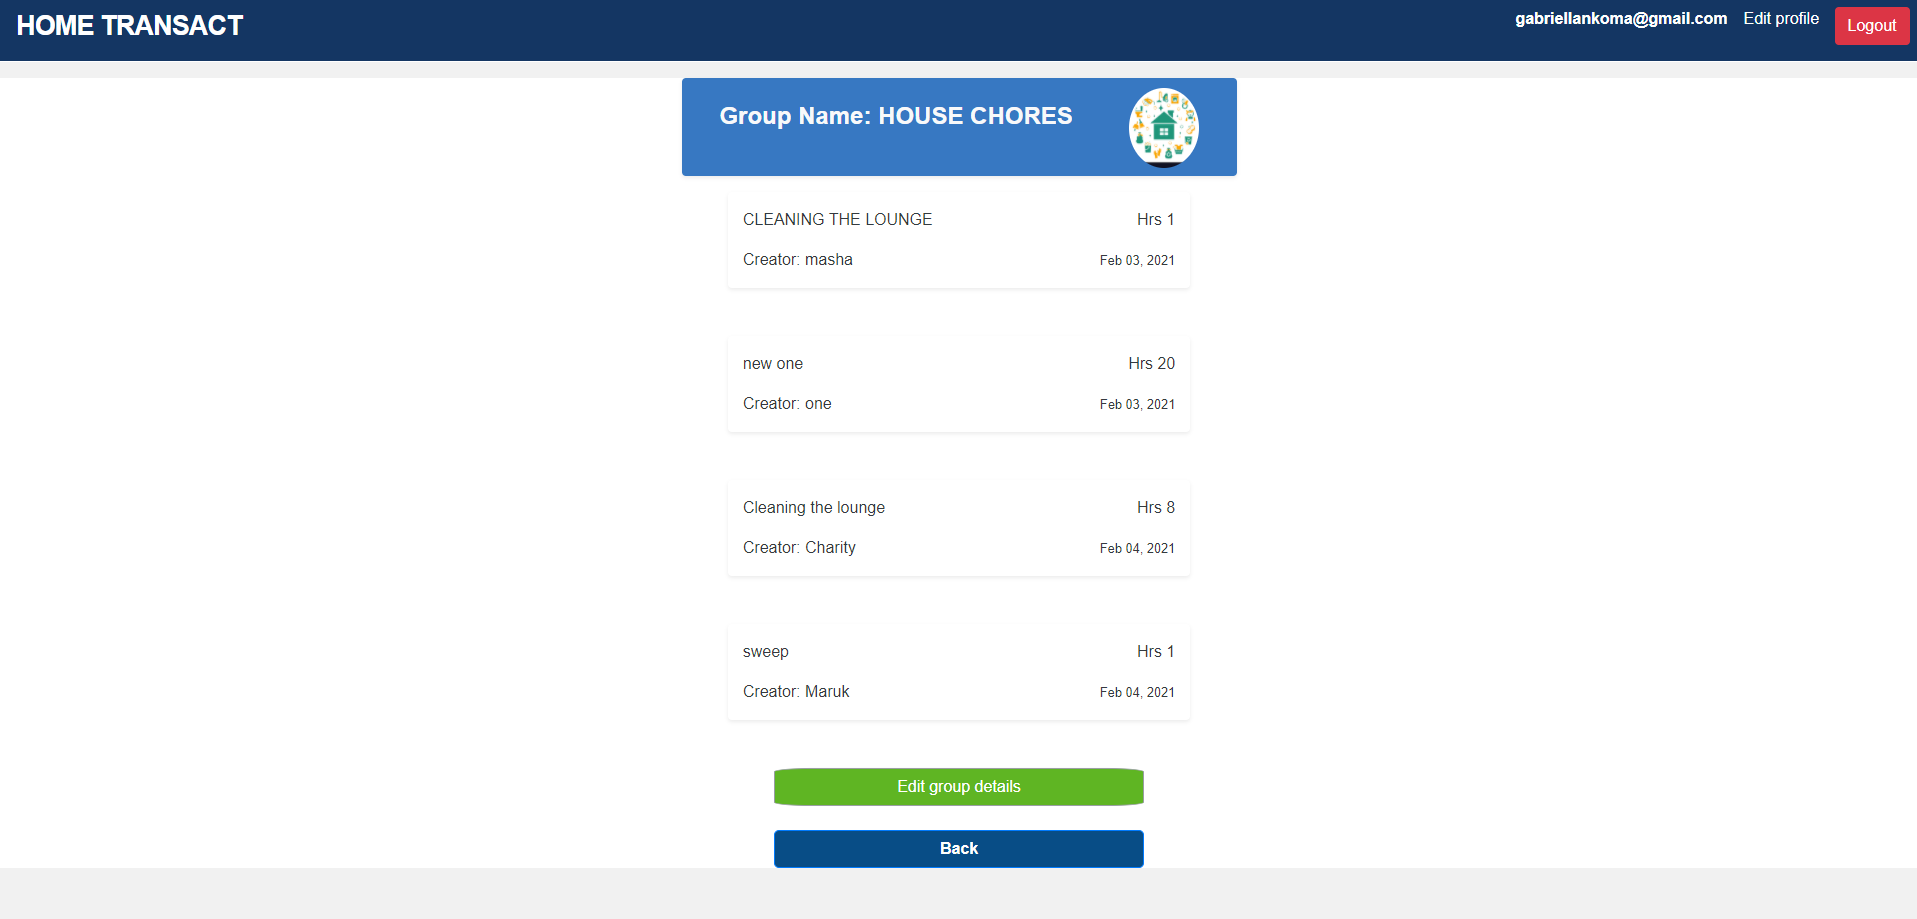 HOME TRANSACT
gabriellankoma@gmail.com Edit profile Logout
Group Name: HOUSE CHORES
CLEANING THE LOUNGE Hrs 1
Creator: masha Feb 03, 2021
new one Hrs 20
Creator: one Feb 03, 2021
Cleaning the lounge Hrs 8
Creator: Charity Feb 04, 2021
sweep Hrs 1
Creator: Maruk Feb 04, 2021
Edit group details
Back